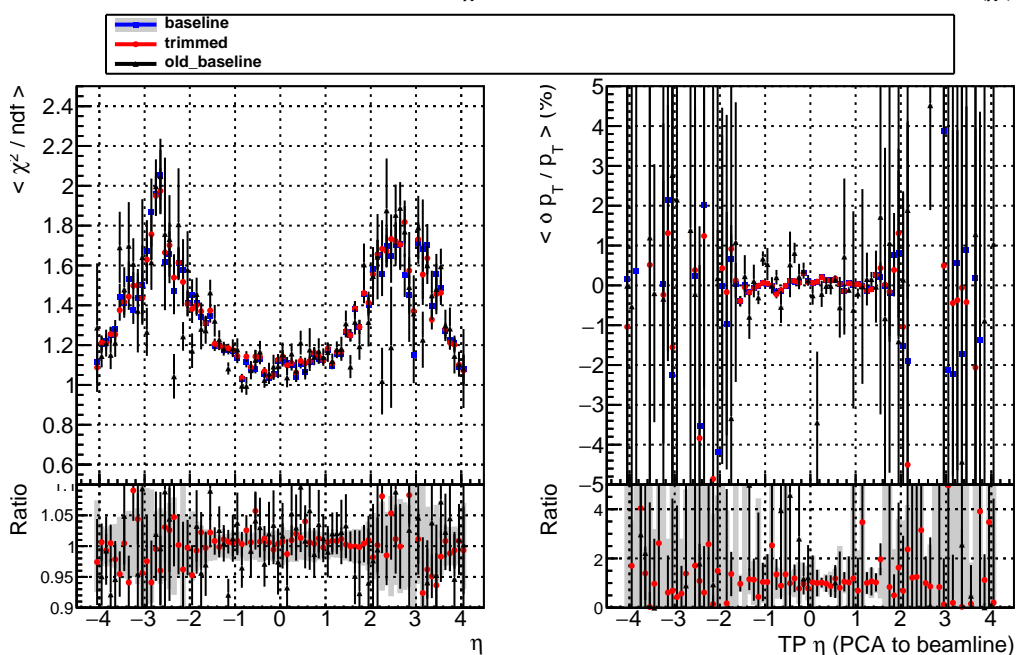 baseline
trimmed
old_baseline
< χ² / ndf >
2.4
2.2
2
1.8
1.6
1.4
1.2
1
0.8
0.6
Ratio
1.05
1
0.95
0.9
−4 −3 −2 −1 0 1 2 3 4
η
p_T / p_T > (%)
5
4
3
2
1
0
−1
−2
−3
−4
−5
Ratio
5
4
2
0
−4 −3 −2 −1 0 1 2 3 4
TP η (PCA to beamline)